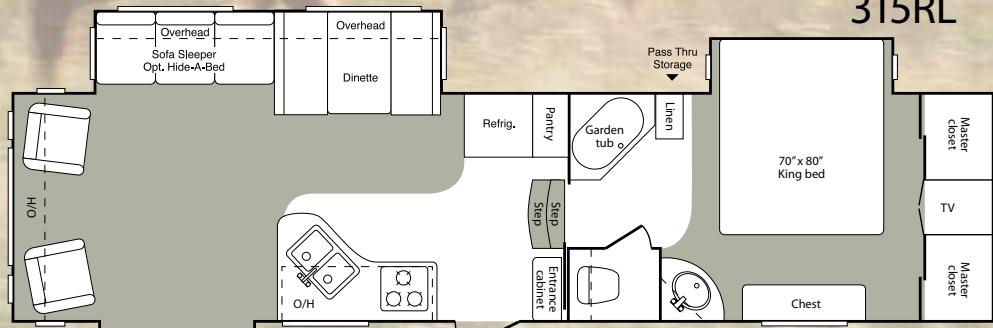 315RL
Overhead
Sofa Sleeper
Opt. Hide-A-Bed
Overhead
Dinette
Pass Thru
Storage
Refrig.
Pantry
Garden
tub
Linen
70" x 80"
King bed
Master
closet
TV
Master
closet
H/O
Step
Step
O/H
Entrance
cabinet
Chest